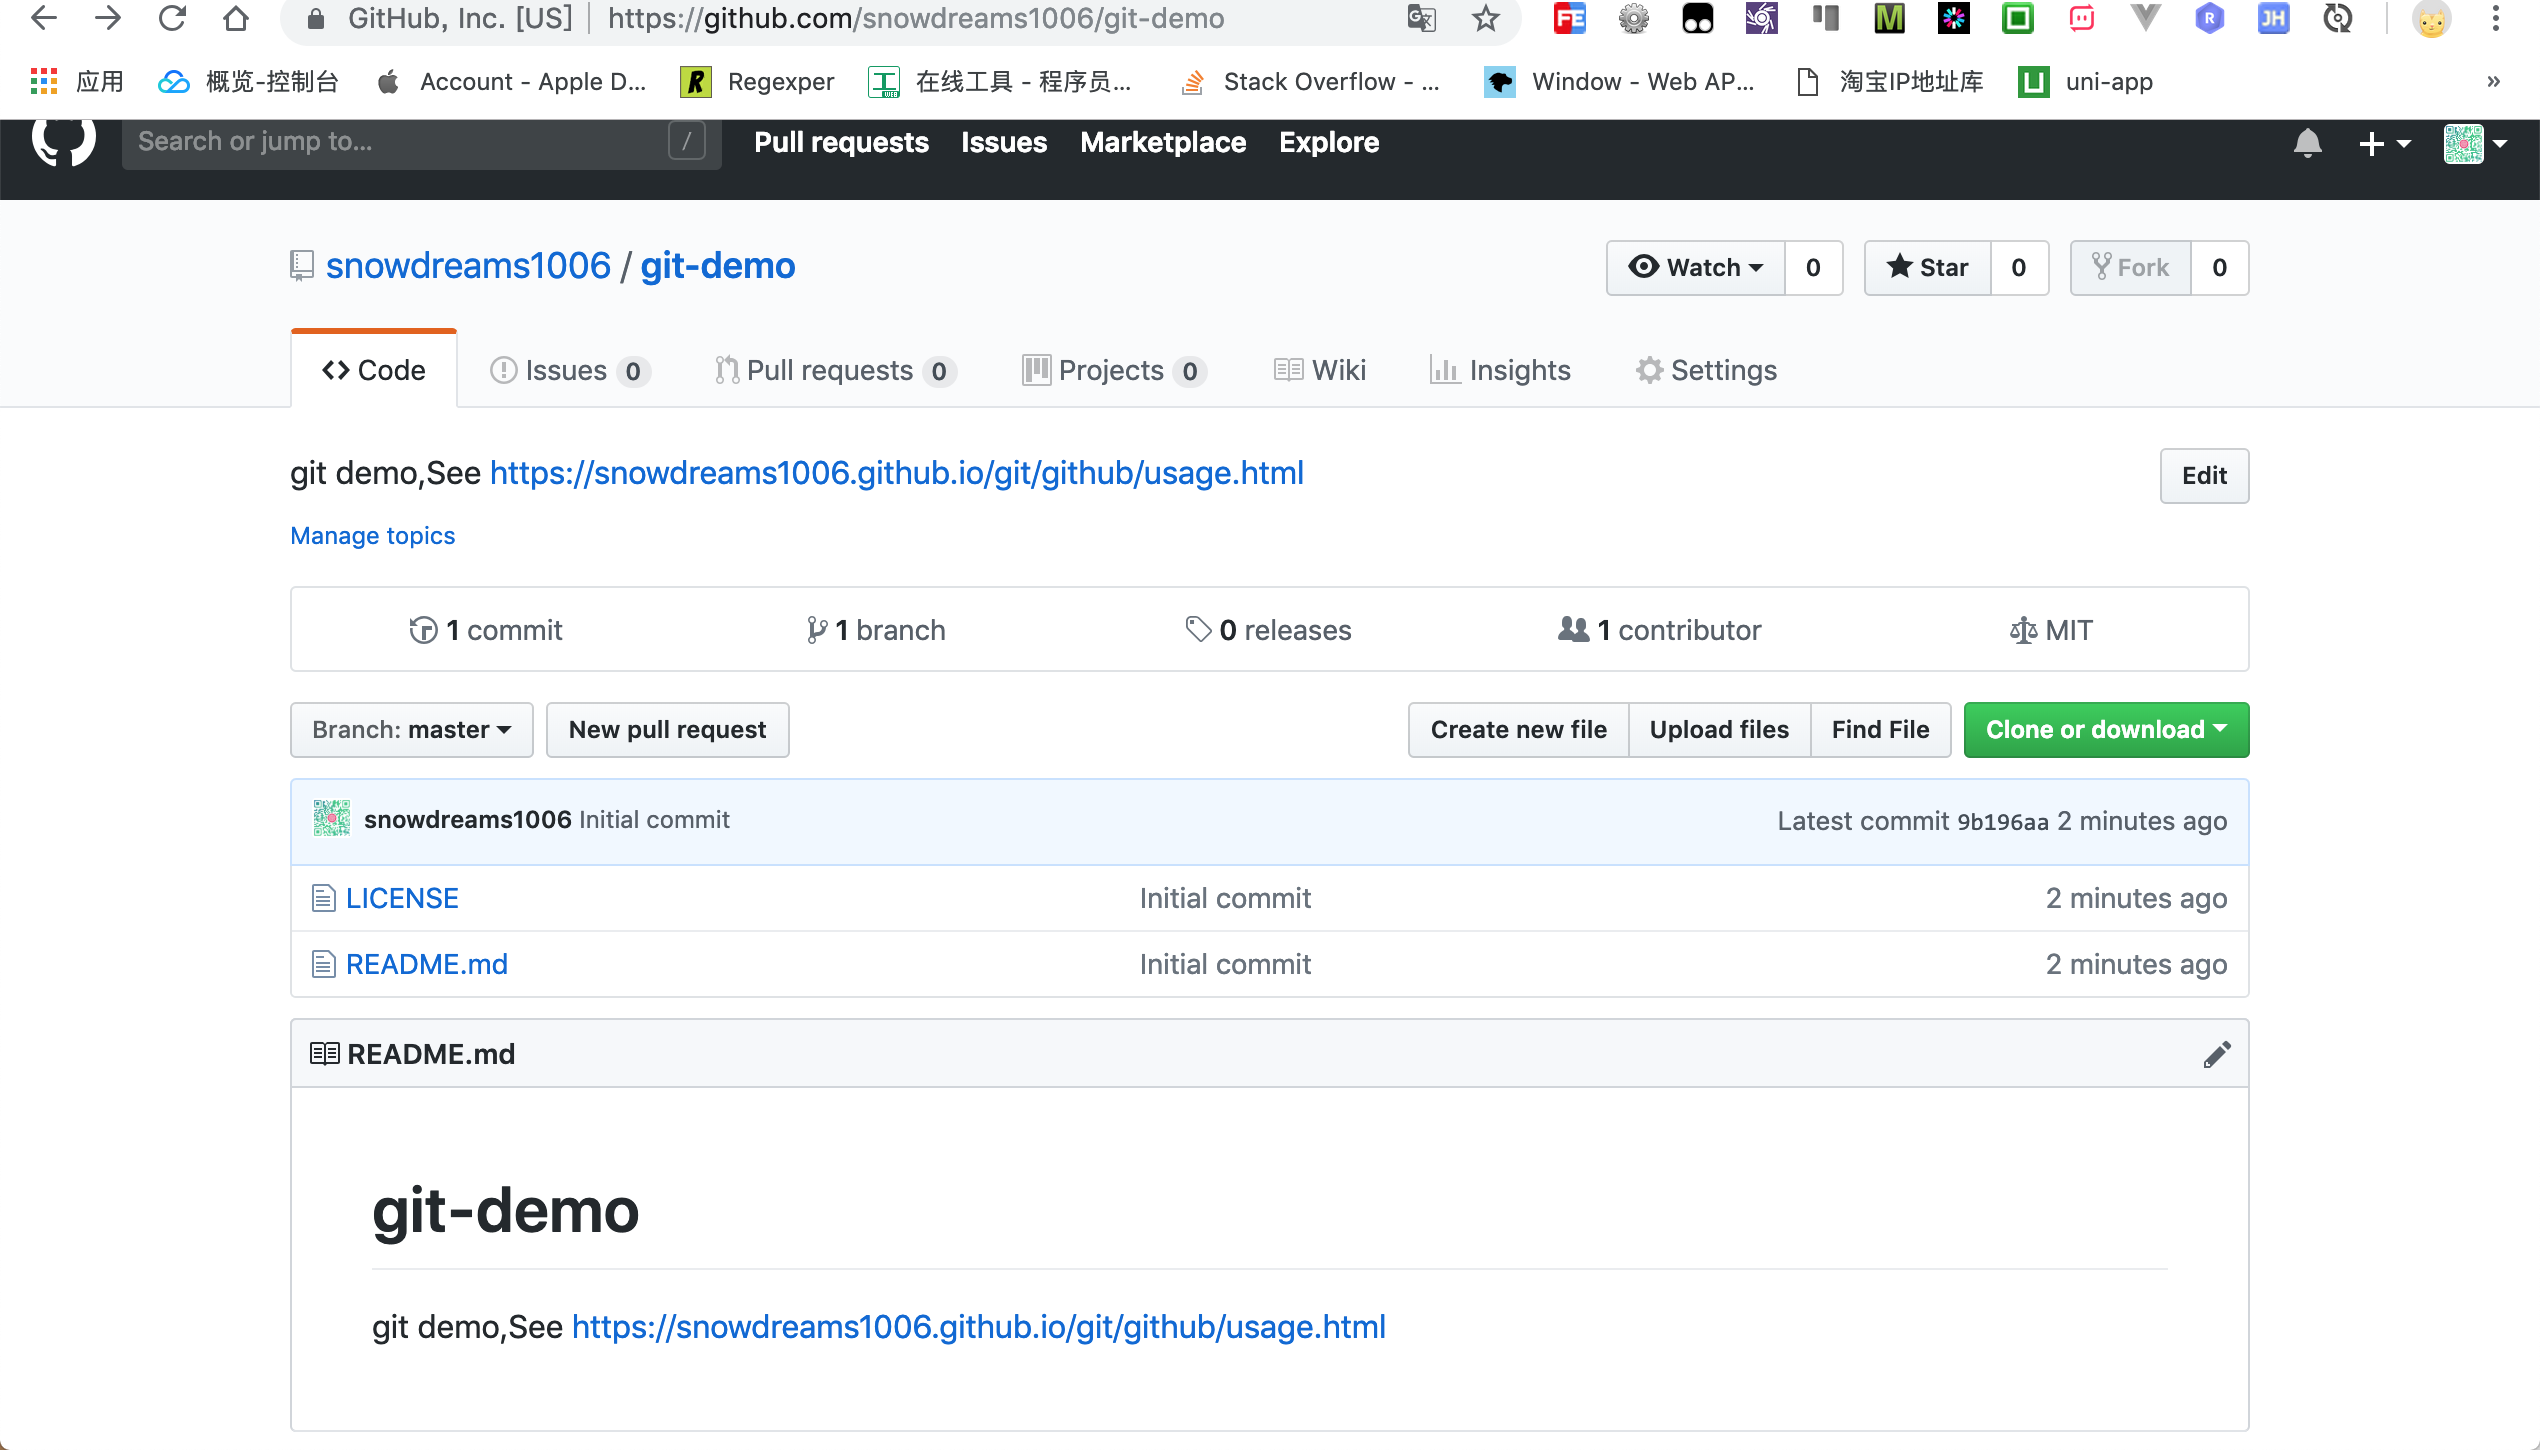 GitHub, Inc. [US] | https://github.com/snowdreams1006/git-demo
应用 概览-控制台 Account - Apple D... Regexper 在线工具 - 程序员... Stack Overflow - ... Window - Web AP... 淘宝IP地址库 uni-app »
Search or jump to... / Pull requests Issues Marketplace Explore
snowdreams1006 / git-demo Watch 0 Star 0 Fork 0
Code Issues 0 Pull requests 0 Projects 0 Wiki Insights Settings
git demo,See https://snowdreams1006.github.io/git/github/usage.html Edit
Manage topics
1 commit 1 branch 0 releases 1 contributor MIT
Branch: master New pull request Create new file Upload files Find File Clone or download
snowdreams1006 Initial commit Latest commit 9b196aa 2 minutes ago
LICENSE Initial commit 2 minutes ago
README.md Initial commit 2 minutes ago
README.md
git-demo
git demo,See https://snowdreams1006.github.io/git/github/usage.html